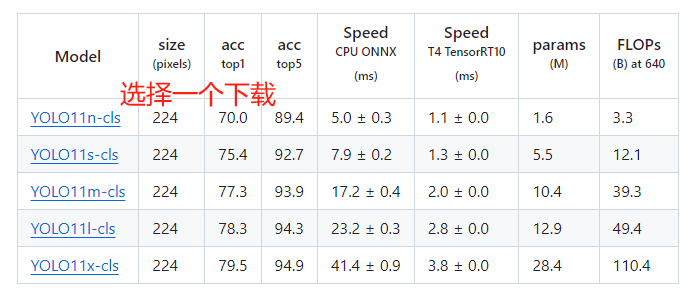 Model size (pixels) acc top1 acc top5 Speed CPU ONNX (ms) Speed T4 TensorRT10 (ms) params (M) FLOPs (B) at 640
选择一个下载
YOLO11n-cls 224 70.0 89.4 5.0 ± 0.3 1.1 ± 0.0 1.6 3.3
YOLO11s-cls 224 75.4 92.7 7.9 ± 0.2 1.3 ± 0.0 5.5 12.1
YOLO11m-cls 224 77.3 93.9 17.2 ± 0.4 2.0 ± 0.0 10.4 39.3
YOLO11l-cls 224 78.3 94.3 23.2 ± 0.3 2.8 ± 0.0 12.9 49.4
YOLO11x-cls 224 79.5 94.9 41.4 ± 0.9 3.8 ± 0.0 28.4 110.4